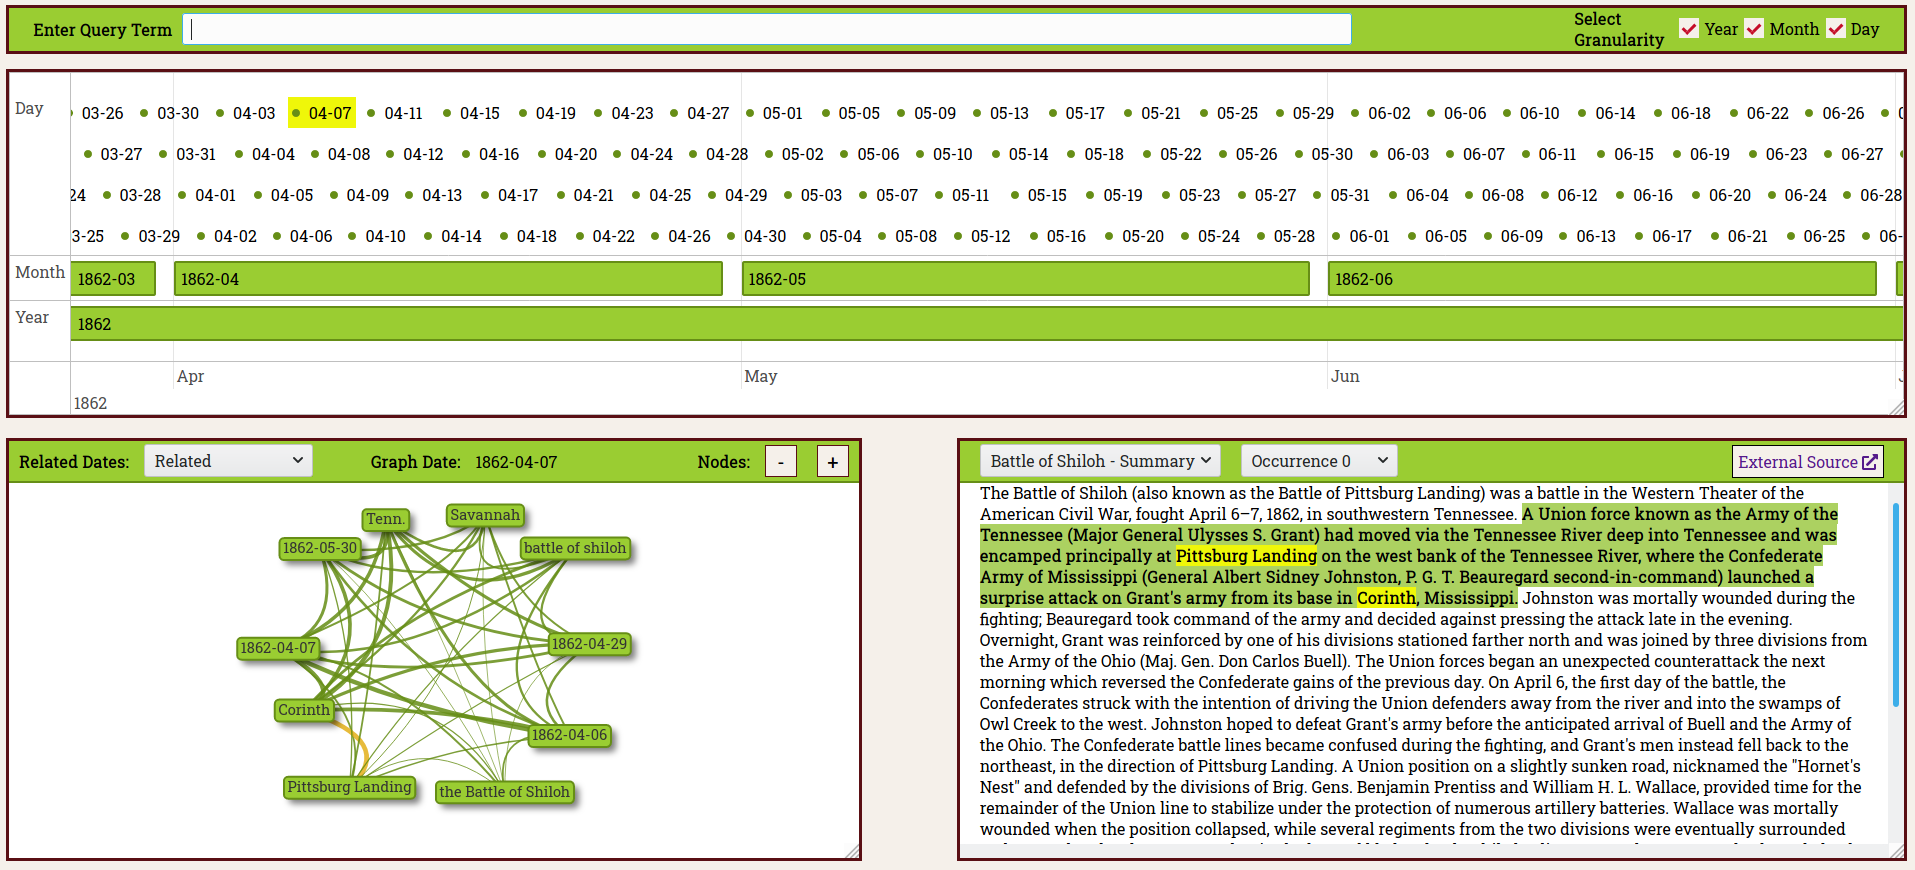 Enter Query Term
Select
Granularity
Year Month Day
Day
03-26 03-30 04-03 04-07 04-11 04-15 04-19 04-23 04-27 05-01 05-05 05-09 05-13 05-17 05-21 05-25 05-29 06-02 06-06 06-10 06-14 06-18 06-22 06-26
03-27 03-31 04-04 04-08 04-12 04-16 04-20 04-24 04-28 05-02 05-06 05-10 05-14 05-18 05-22 05-26 05-30 06-03 06-07 06-11 06-15 06-19 06-23 06-27
24 03-28 04-01 04-05 04-09 04-13 04-17 04-21 04-25 04-29 05-03 05-07 05-11 05-15 05-19 05-23 05-27 05-31 06-04 06-08 06-12 06-16 06-20 06-24 06-28
3-25 03-29 04-02 04-06 04-10 04-14 04-18 04-22 04-26 04-30 05-04 05-08 05-12 05-16 05-20 05-24 05-28 06-01 06-05 06-09 06-13 06-17 06-21 06-25 06-
Month 1862-03 1862-04 1862-05 1862-06
Year 1862
Apr May Jun
1862
Related Dates: Related Graph Date: 1862-04-07 Nodes: - +
Tenn.
Savannah
1862-05-30
battle of shiloh
1862-04-07
1862-04-29
Corinth
1862-04-06
Pittsburg Landing
the Battle of Shiloh
Battle of Shiloh - Summary Occurrence 0 External Source
The Battle of Shiloh (also known as the Battle of Pittsburg Landing) was a battle in the Western Theater of the
American Civil War, fought April 6–7, 1862, in southwestern Tennessee. A Union force known as the Army of the
Tennessee (Major General Ulysses S. Grant) had moved via the Tennessee River deep into Tennessee and was
encamped principally at Pittsburg Landing on the west bank of the Tennessee River, where the Confederate
Army of Mississippi (General Albert Sidney Johnston, P. G. T. Beauregard second-in-command) launched a
surprise attack on Grant's army from its base in Corinth, Mississippi. Johnston was mortally wounded during the
fighting; Beauregard took command of the army and decided against pressing the attack late in the evening.
Overnight, Grant was reinforced by one of his divisions stationed farther north and was joined by three divisions from
the Army of the Ohio (Maj. Gen. Don Carlos Buell). The Union forces began an unexpected counterattack the next
morning which reversed the Confederate gains of the previous day. On April 6, the first day of the battle, the
Confederates struck with the intention of driving the Union defenders away from the river and into the swamps of
Owl Creek to the west. Johnston hoped to defeat Grant's army before the anticipated arrival of Buell and the Army of
the Ohio. The Confederate battle lines became confused during the fighting, and Grant's men instead fell back to the
northeast, in the direction of Pittsburg Landing. A Union position on a slightly sunken road, nicknamed the "Hornet's
Nest" and defended by the divisions of Brig. Gens. Benjamin Prentiss and William H. L. Wallace, provided time for the
remainder of the Union line to stabilize under the protection of numerous artillery batteries. Wallace was mortally
wounded when the position collapsed, while several regiments from the two divisions were eventually surrounded